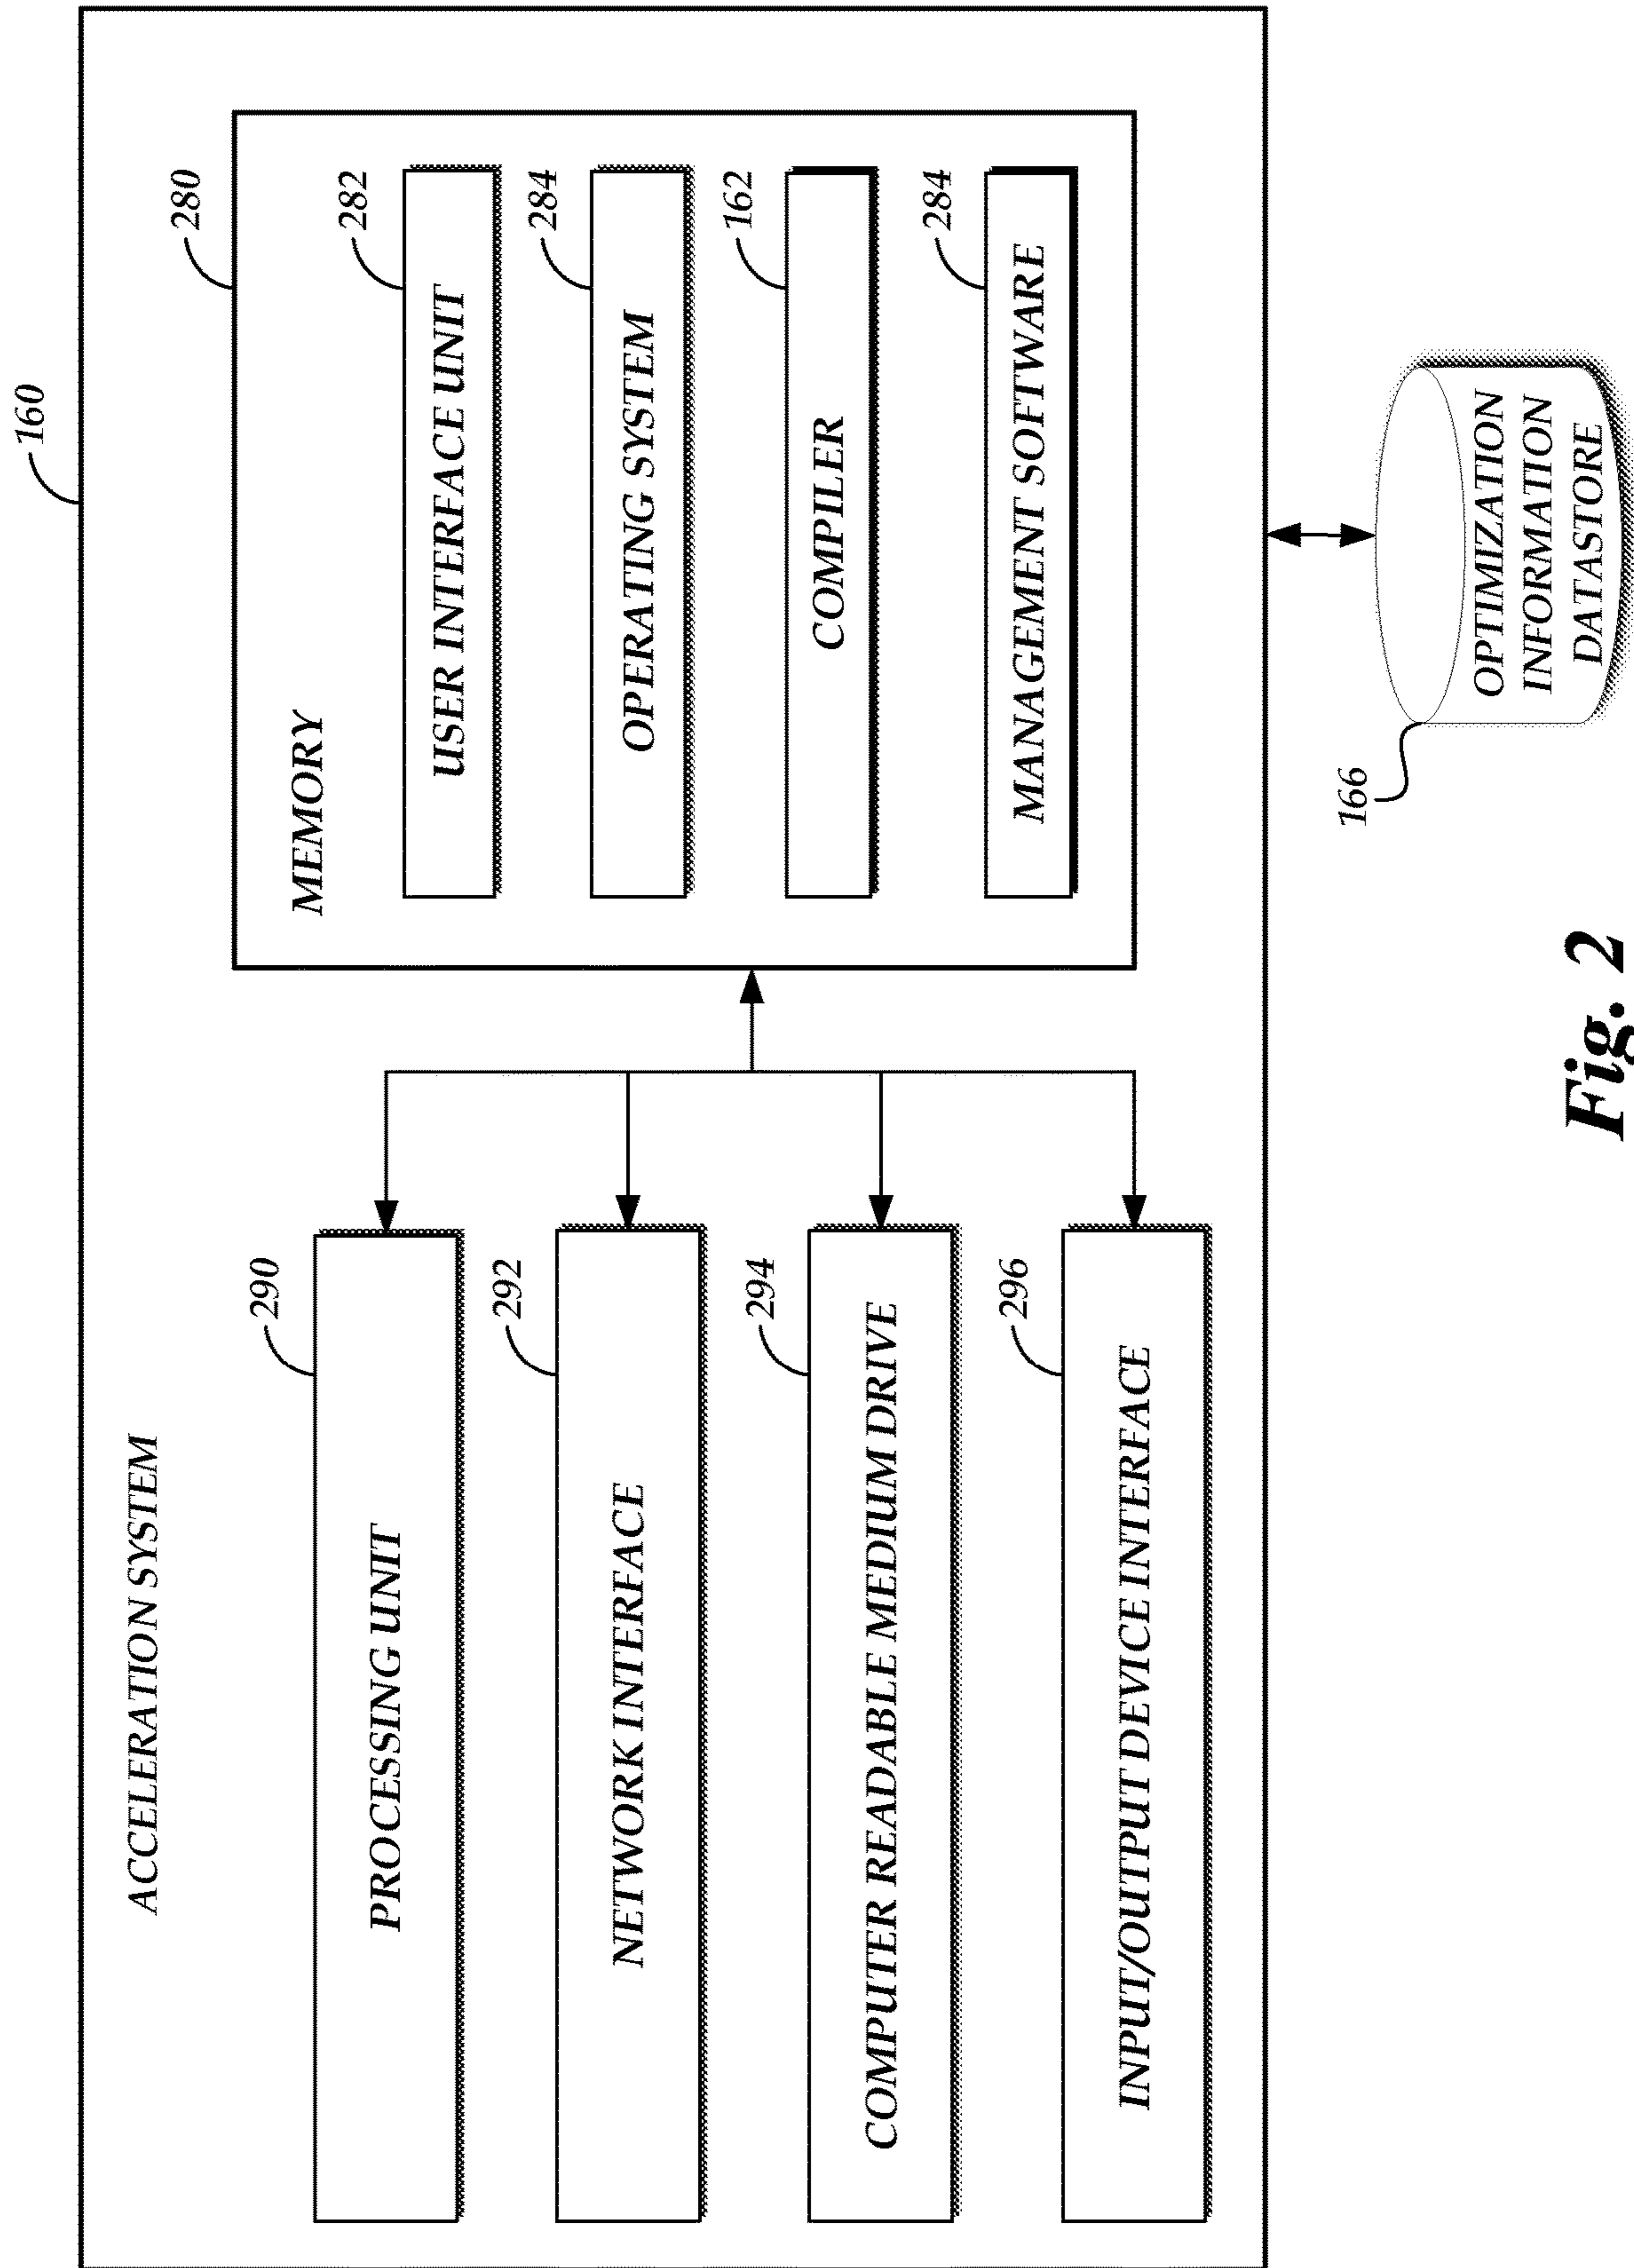 160
ACCELERATION SYSTEM
290
PROCESSING UNIT
292
NETWORK INTERFACE
294
COMPUTER READABLE MEDIUM DRIVE
296
INPUT/OUTPUT DEVICE INTERFACE
280
MEMORY
282
USER INTERFACE UNIT
284
OPERATING SYSTEM
162
COMPILER
284
MANAGEMENT SOFTWARE
166
OPTIMIZATION
INFORMATION
DATASTORE
Fig. 2